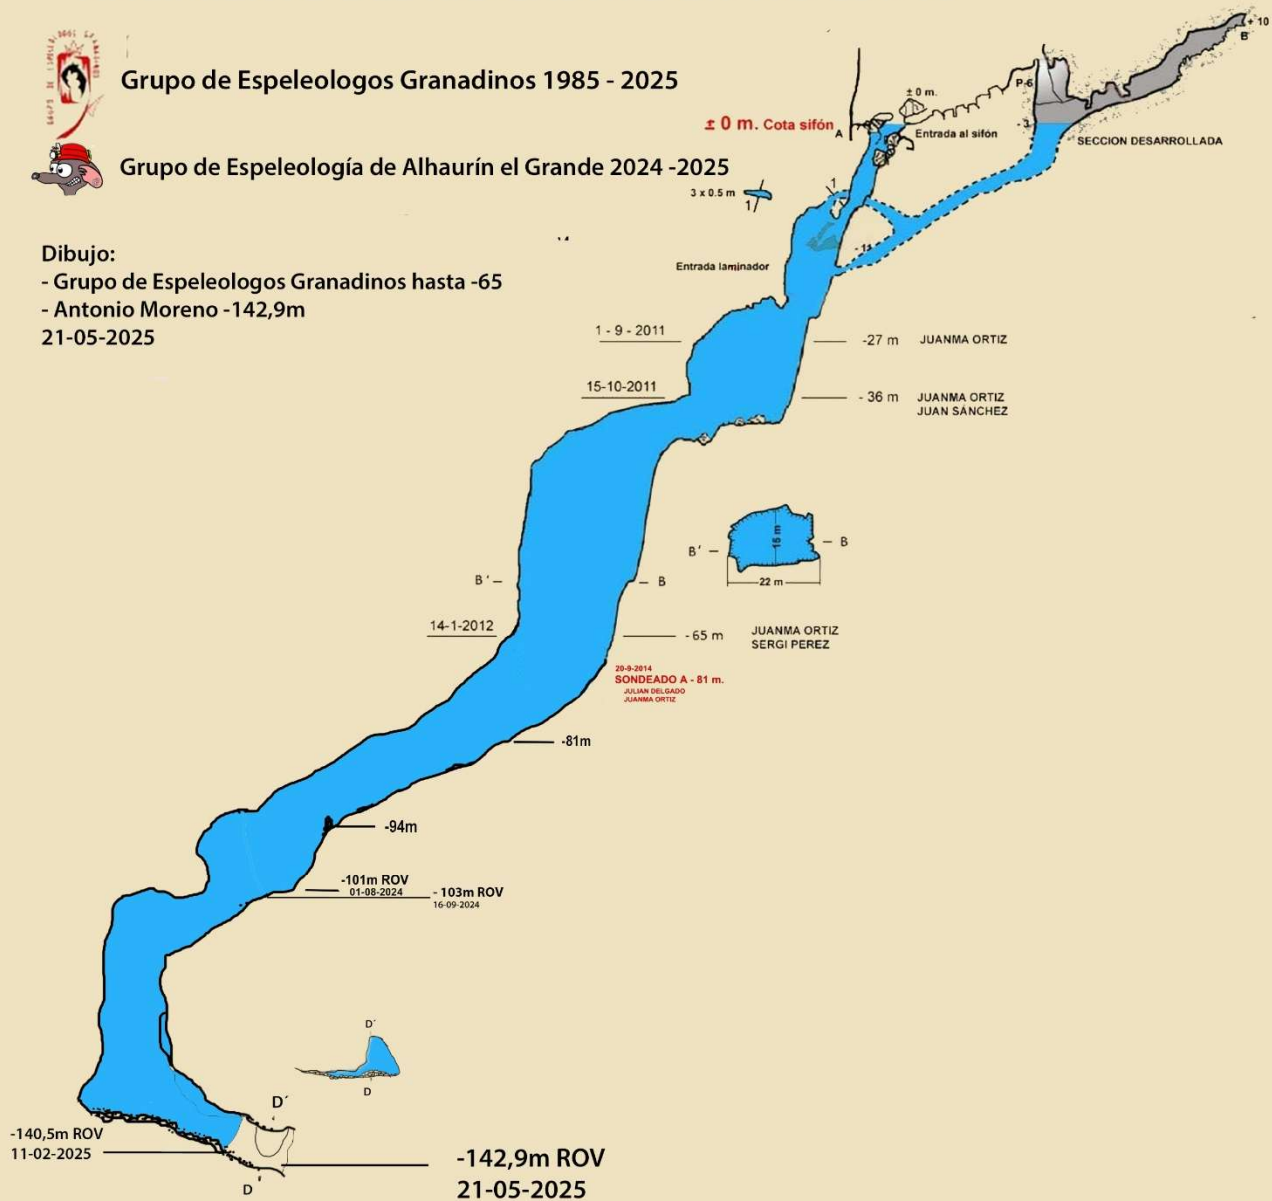 Grupo de Espeleologos Granadinos 1985 - 2025
Grupo de Espeleología de Alhaurín el Grande 2024 -2025
Dibujo:
- Grupo de Espeleologos Granadinos hasta -65
- Antonio Moreno -142,9m
21-05-2025
+ 10
B
P-6
- 3
SECCION DESARROLLADA
± 0 m.
± 0 m. Cota sifón
A
Entrada al sifón
3 x 0.5 m
1
1
Entrada laminador
1 - 9 - 2011
-27 m JUANMA ORTIZ
15-10-2011
- 36 m JUANMA ORTIZ
JUAN SÁNCHEZ
15 m
B' B
22 m
B' B
14-1-2012
- 65 m JUANMA ORTIZ
SERGI PEREZ
20-9-2014
SONDEADO A - 81 m.
JULIAN DELGADO
JUANMA ORTIZ
-81m
-94m
-101m ROV
01-08-2024
- 103m ROV
16-09-2024
D'
D
D'
D
-140,5m ROV
11-02-2025
-142,9m ROV
21-05-2025